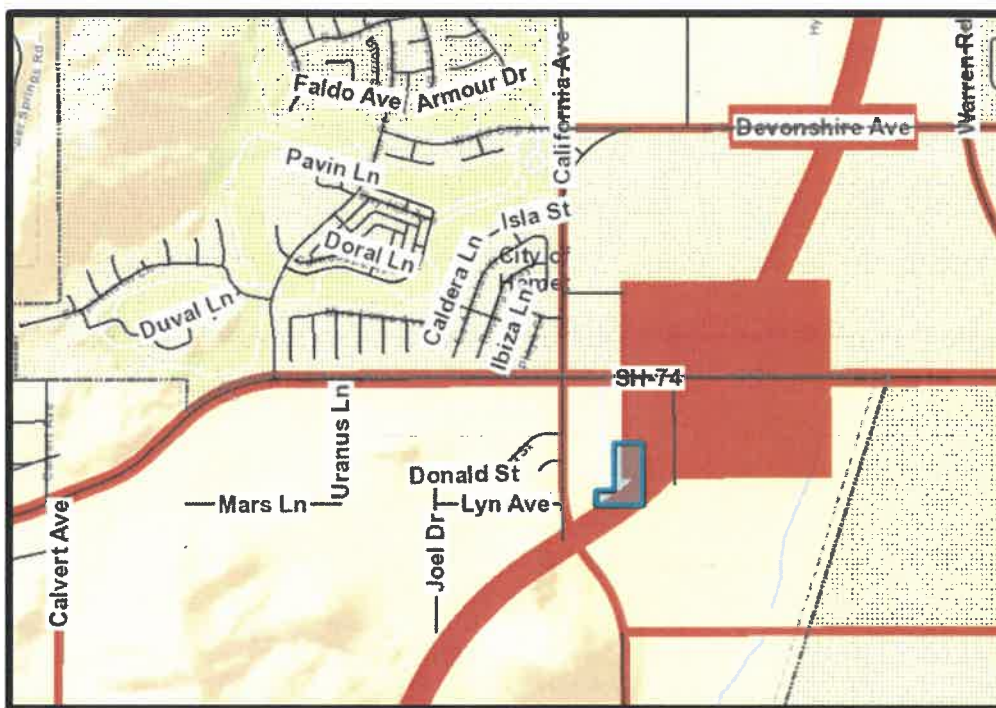 Faldo Ave
Armour Dr
California Ave
Warren Rd
Devonshire Ave
Pavin Ln
Isla St
Doral Ln
City of
Hemet
Caldera Ln
Duval Ln
Ibiza Ln
SH-74
Uranus Ln
Donald St
Mars Ln
Lyn Ave
Joel Dr
Calvert Ave